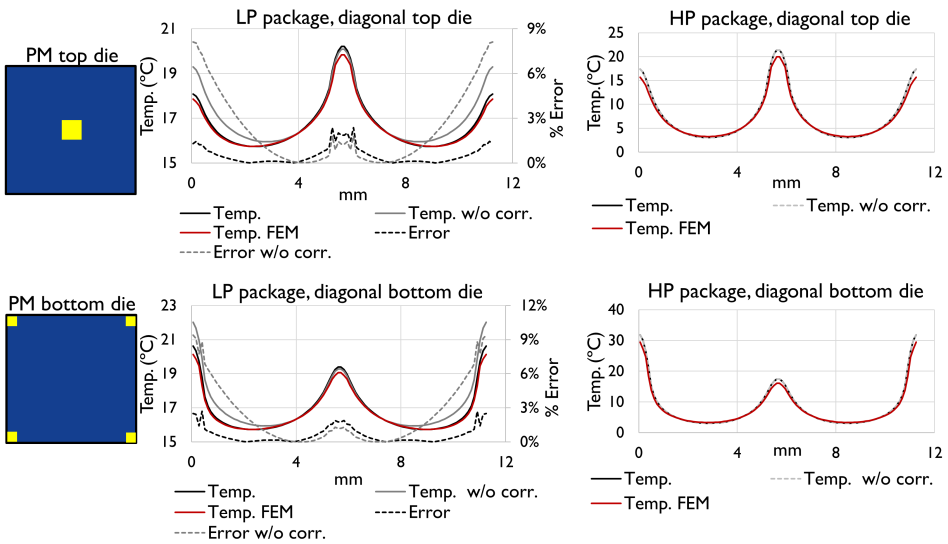 LP package, diagonal top die
HP package, diagonal top die
PM top die
Temp. (°C)
21
19
17
15
9%
6%
3%
0%
% Error
0
4
8
12
mm
Temp.
Temp. w/o corr.
Temp. FEM
Error
Error w/o corr.
Temp. (°C)
25
20
15
10
5
0
0
4
8
12
mm
Temp.
Temp. w/o corr.
Temp. FEM
LP package, diagonal bottom die
HP package, diagonal bottom die
PM bottom die
Temp. (°C)
23
21
19
17
15
12%
9%
6%
3%
0%
% Error
0
4
8
12
mm
Temp.
Temp. w/o corr.
Temp. FEM
Error
Error w/o corr.
Temp. (°C)
40
30
20
10
0
0
4
8
12
mm
Temp.
Temp. w/o corr.
Temp. FEM